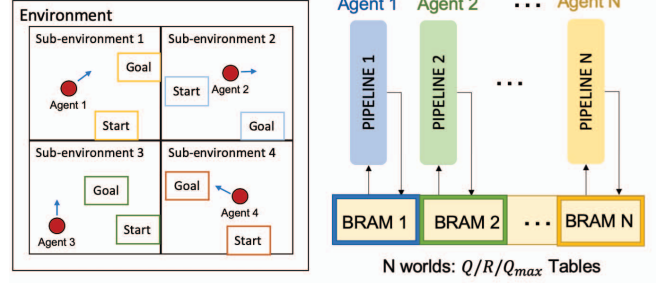 Environment
Sub-environment 1
Goal
Agent 1
Start
Sub-environment 2
Start
Agent 2
Goal
Sub-environment 3
Goal
Start
Agent 3
Sub-environment 4
Goal
Agent 4
Start
Agent 1 Agent 2 ... Agent N
PIPELINE 1
PIPELINE 2
...
PIPELINE N
BRAM 1 BRAM 2 ... BRAM N
N worlds: Q/R/Qmax Tables